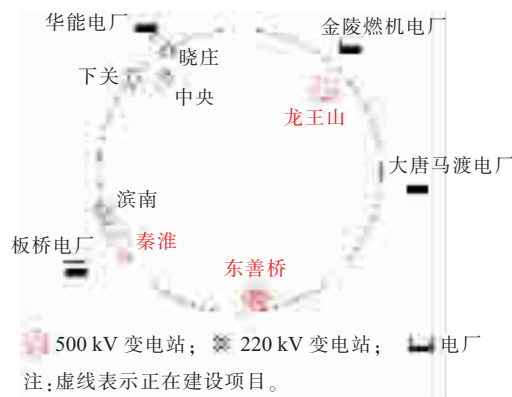 华能电厂
金陵燃机电厂
晓庄
下关
中央
龙王山
大唐马渡电厂
滨南
秦淮
板桥电厂
东善桥
500 kV 变电站； 220 kV 变电站； 电厂
注：虚线表示正在建设项目。